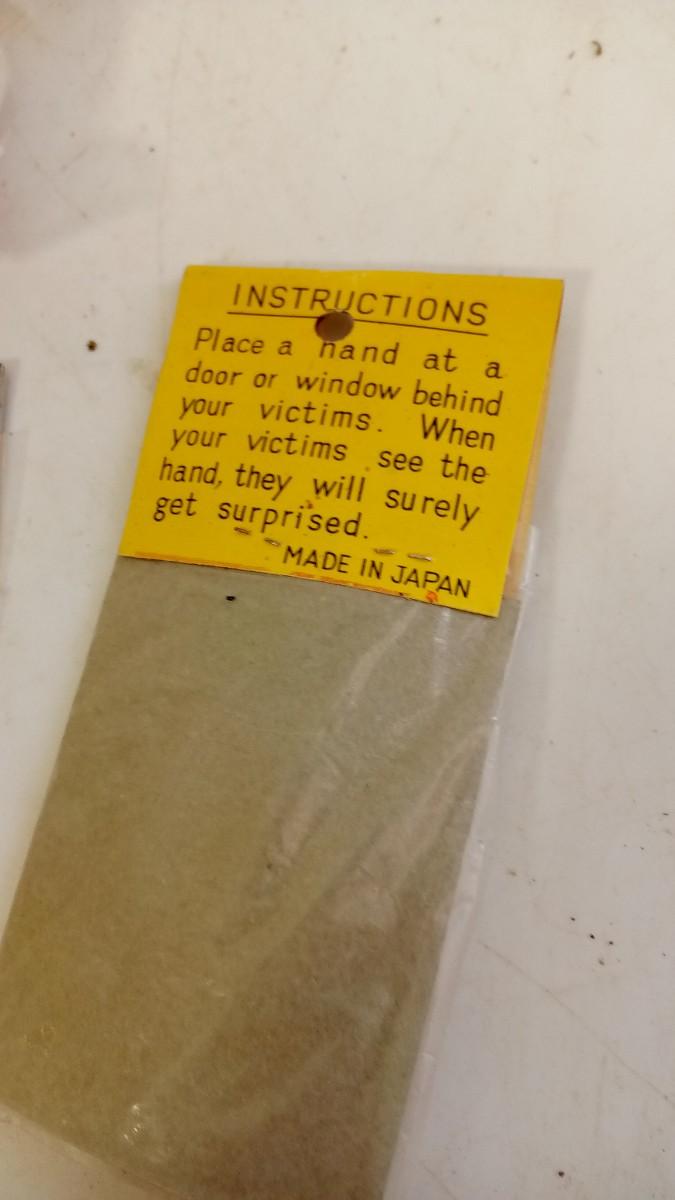 INSTRUCTIONS
Place a hand at a
door or window behind
your victims. When
your victims see the
hand, they will surely
get surprised.
MADE IN JAPAN